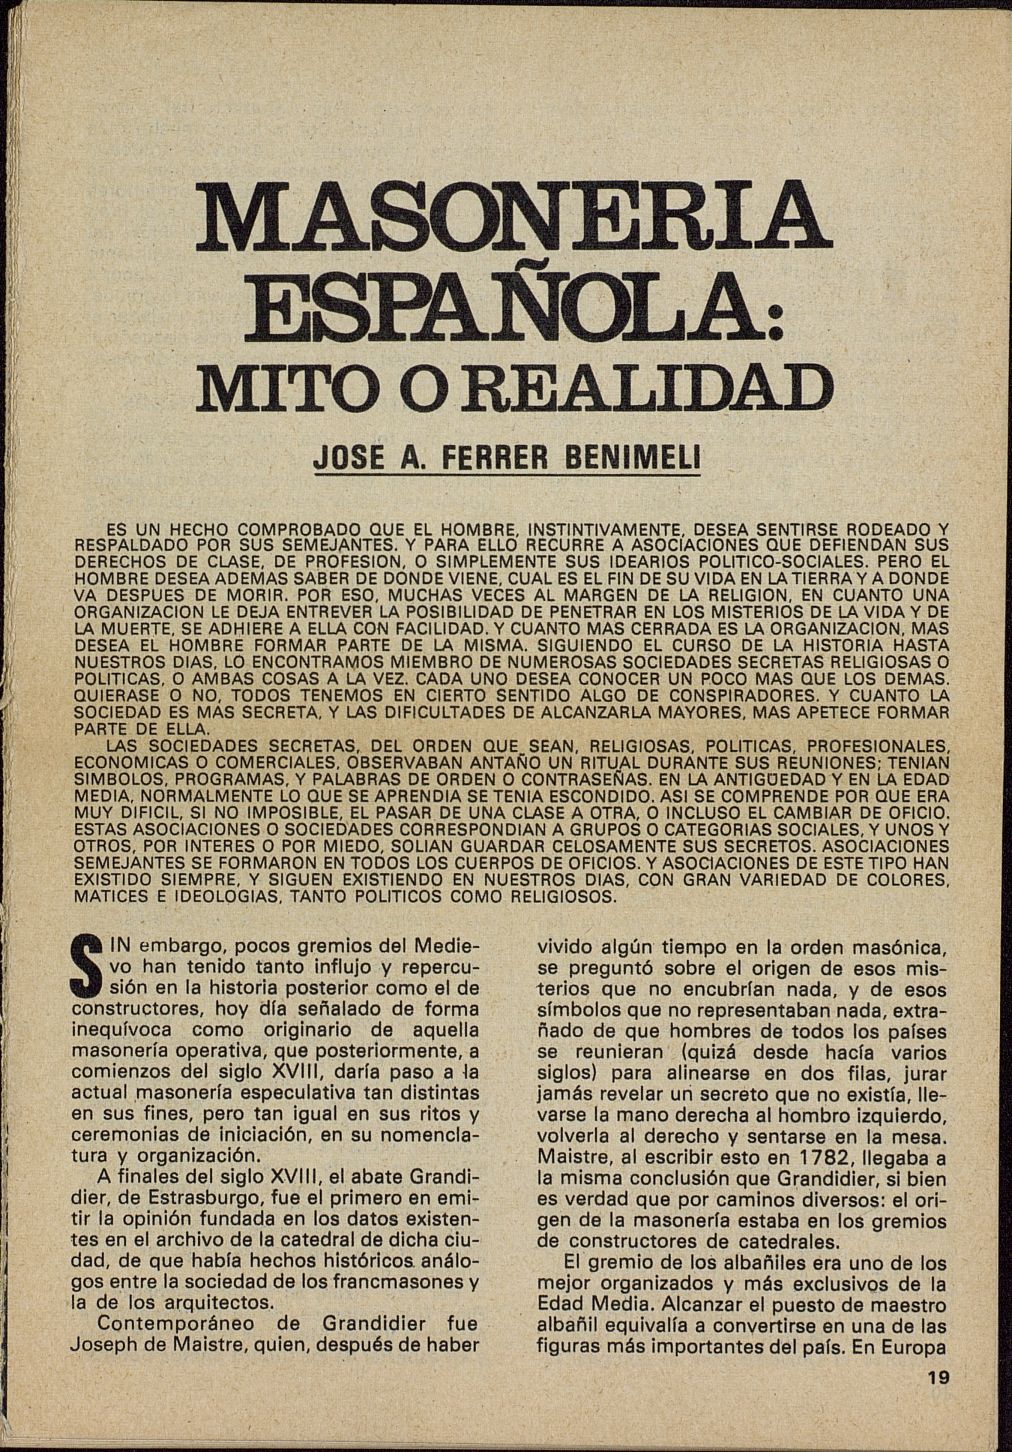 MASONERIA
ESPAÑOLA:
MITO O REALIDAD
JOSE A. FERRER BENIMELI
ES UN HECHO COMPROBADO QUE EL HOMBRE, INSTINTIVAMENTE, DESEA SENTIRSE RODEADO Y
RESPALDADO POR SUS SEMEJANTES. Y PARA ELLO RECURRE A ASOCIACIONES QUE DEFIENDAN SUS
DERECHOS DE CLASE, DE PROFESION, O SIMPLEMENTE SUS IDEARIOS POLITICO-SOCIALES. PERO EL
HOMBRE DESEA ADEMAS SABER DE DONDE VIENE, CUAL ES EL FIN DE SU VIDA EN LA TIERRA Y A DONDE
VA DESPUES DE MORIR. POR ESO, MUCHAS VECES AL MARGEN DE LA RELIGION, EN CUANTO UNA
ORGANIZACION LE DEJA ENTREVER LA POSIBILIDAD DE PENETRAR EN LOS MISTERIOS DE LA VIDA Y DE
LA MUERTE, SE ADHIERE A ELLA CON FACILIDAD. Y CUANTO MAS CERRADA ES LA ORGANIZACION, MAS
DESEA EL HOMBRE FORMAR PARTE DE LA MISMA. SIGUIENDO EL CURSO DE LA HISTORIA HASTA
NUESTROS DIAS, LO ENCONTRAMOS MIEMBRO DE NUMEROSAS SOCIEDADES SECRETAS RELIGIOSAS O
POLITICAS, O AMBAS COSAS A LA VEZ. CADA UNO DESEA CONOCER UN POCO MAS QUE LOS DEMAS.
QUIERASE O NO, TODOS TENEMOS EN CIERTO SENTIDO ALGO DE CONSPIRADORES. Y CUANTO LA
SOCIEDAD ES MAS SECRETA, Y LAS DIFICULTADES DE ALCANZARLA MAYORES, MAS APETECE FORMAR
PARTE DE ELLA.
LAS SOCIEDADES SECRETAS, DEL ORDEN QUE SEAN, RELIGIOSAS, POLITICAS, PROFESIONALES,
ECONOMICAS O COMERCIALES, OBSERVABAN ANTAÑO UN RITUAL DURANTE SUS REUNIONES; TENIAN
SIMBOLOS, PROGRAMAS, Y PALABRAS DE ORDEN O CONTRASEÑAS. EN LA ANTIGÜEDAD Y EN LA EDAD
MEDIA, NORMALMENTE LO QUE SE APRENDIA SE TENIA ESCONDIDO. ASI SE COMPRENDE POR QUE ERA
MUY DIFICIL, SI NO IMPOSIBLE, EL PASAR DE UNA CLASE A OTRA, O INCLUSO EL CAMBIAR DE OFICIO.
ESTAS ASOCIACIONES O SOCIEDADES CORRESPONDIAN A GRUPOS O CATEGORIAS SOCIALES, Y UNOS Y
OTROS, POR INTERES O POR MIEDO, SOLIAN GUARDAR CELOSAMENTE SUS SECRETOS. ASOCIACIONES
SEMEJANTES SE FORMARON EN TODOS LOS CUERPOS DE OFICIOS. Y ASOCIACIONES DE ESTE TIPO HAN
EXISTIDO SIEMPRE, Y SIGUEN EXISTIENDO EN NUESTROS DIAS, CON GRAN VARIEDAD DE COLORES,
MATICES E IDEOLOGIAS, TANTO POLITICOS COMO RELIGIOSOS.
SIN embargo, pocos gremios del Medie-
vo han tenido tanto influjo y repercu-
sión en la historia posterior como el de
constructores, hoy día señalado de forma
inequívoca como originario de aquella
masonería operativa, que posteriormente, a
comienzos del siglo XVIII, daría paso a la
actual masonería especulativa tan distintas
en sus fines, pero tan igual en sus ritos y
ceremonias de iniciación, en su nomencla-
tura y organización.
A finales del siglo XVIII, el abate Grandi-
dier, de Estrasburgo, fue el primero en emi-
tir la opinión fundada en los datos existen-
tes en el archivo de la catedral de dicha ciu-
dad, de que había hechos históricos análo-
gos entre la sociedad de los francmasones y
la de los arquitectos.
Contemporáneo de Grandidier fue
Joseph de Maistre, quien, después de haber
vivido algún tiempo en la orden masónica,
se preguntó sobre el origen de esos mis-
terios que no encubrían nada, y de esos
símbolos que no representaban nada, extra-
ñado de que hombres de todos los países
se reunieran (quizá desde hacía varios
siglos) para alinearse en dos filas, jurar
jamás revelar un secreto que no existía, lle-
varse la mano derecha al hombro izquierdo,
volverla al derecho y sentarse en la mesa.
Maistre, al escribir esto en 1782, llegaba a
la misma conclusión que Grandidier, si bien
es verdad que por caminos diversos: el ori-
gen de la masonería estaba en los gremios
de constructores de catedrales.
El gremio de los albañiles era uno de los
mejor organizados y más exclusivos de la
Edad Media. Alcanzar el puesto de maestro
albañil equivalía a convertirse en una de las
figuras más importantes del país. En Europa
19